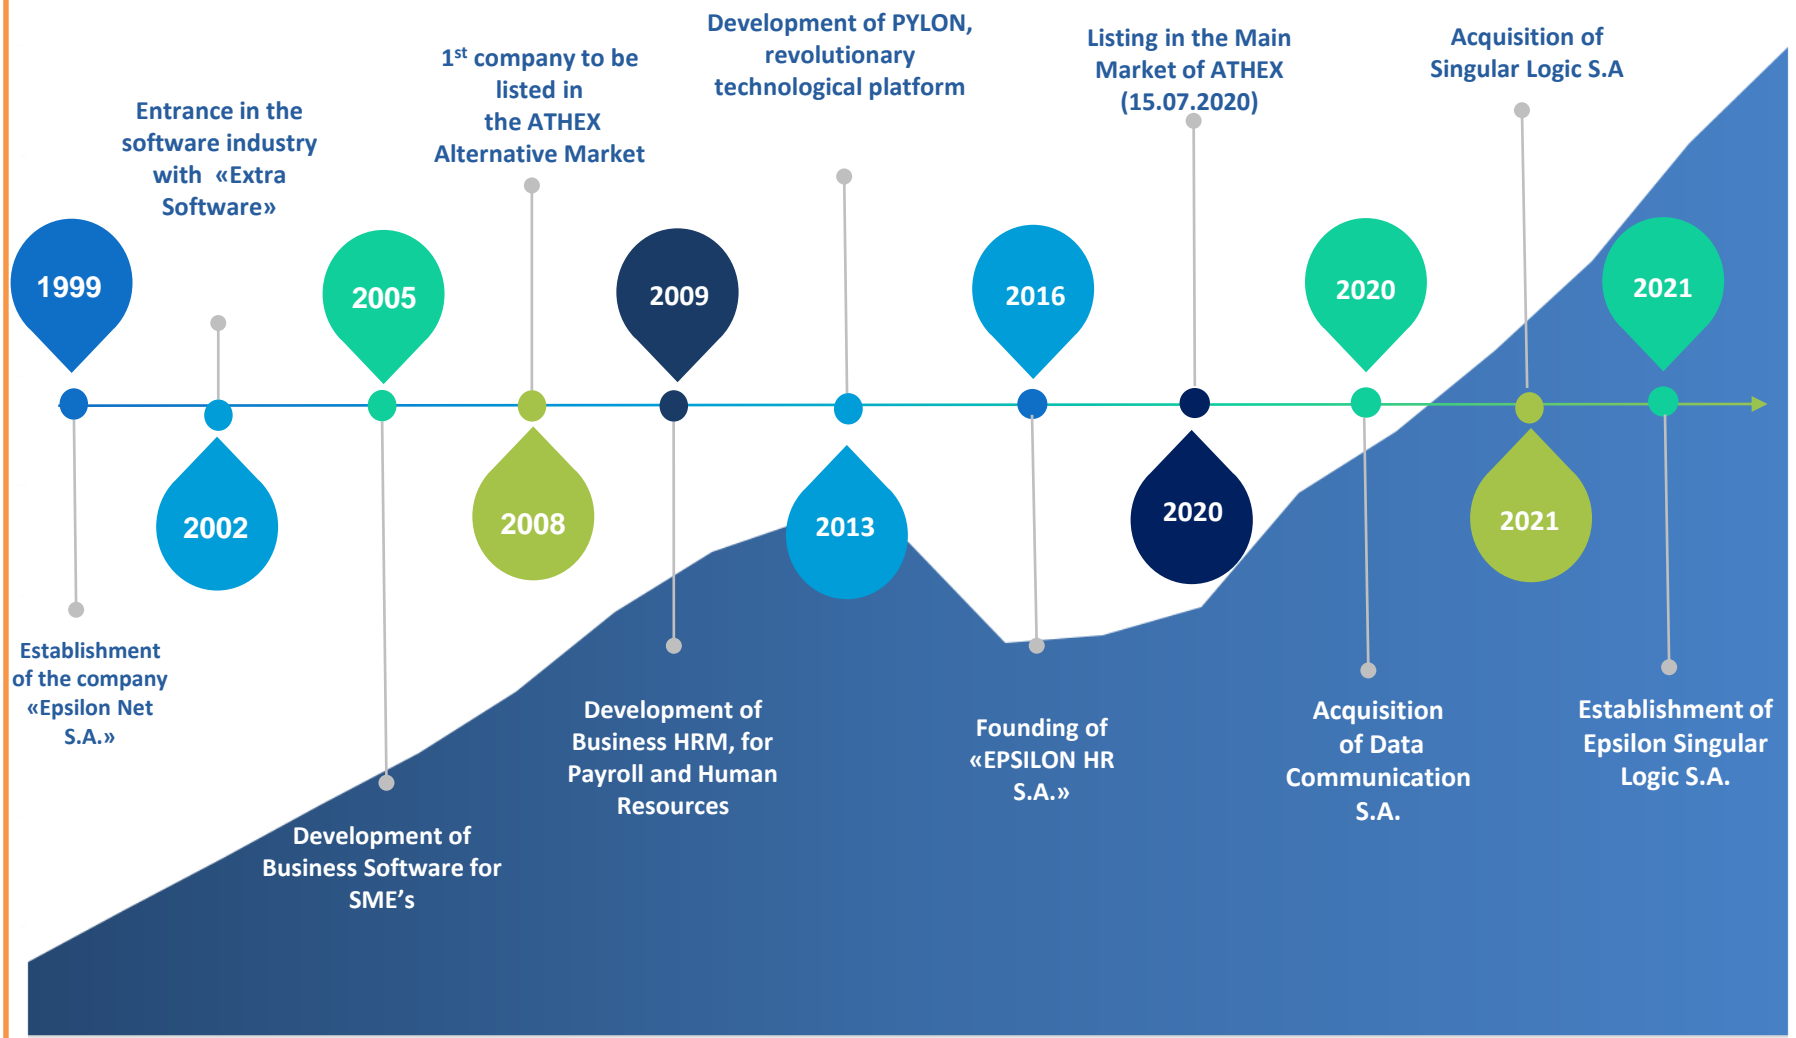 1999
Establishment
of the company
«Epsilon Net
S.A.»
Entrance in the
software industry
with «Extra
Software»
2002
2005
Development of
Business Software for
SME’s
1st company to be
listed in
the ATHEX
Alternative Market
2008
2009
Development of
Business HRM, for
Payroll and Human
Resources
Development of PYLON,
revolutionary
technological platform
2013
2016
Founding of
«EPSILON HR
S.A.»
Listing in the Main
Market of ATHEX
(15.07.2020)
2020
2020
Acquisition
of Data
Communication
S.A.
Acquisition of
Singular Logic S.A
2021
2021
Establishment of
Epsilon Singular
Logic S.A.